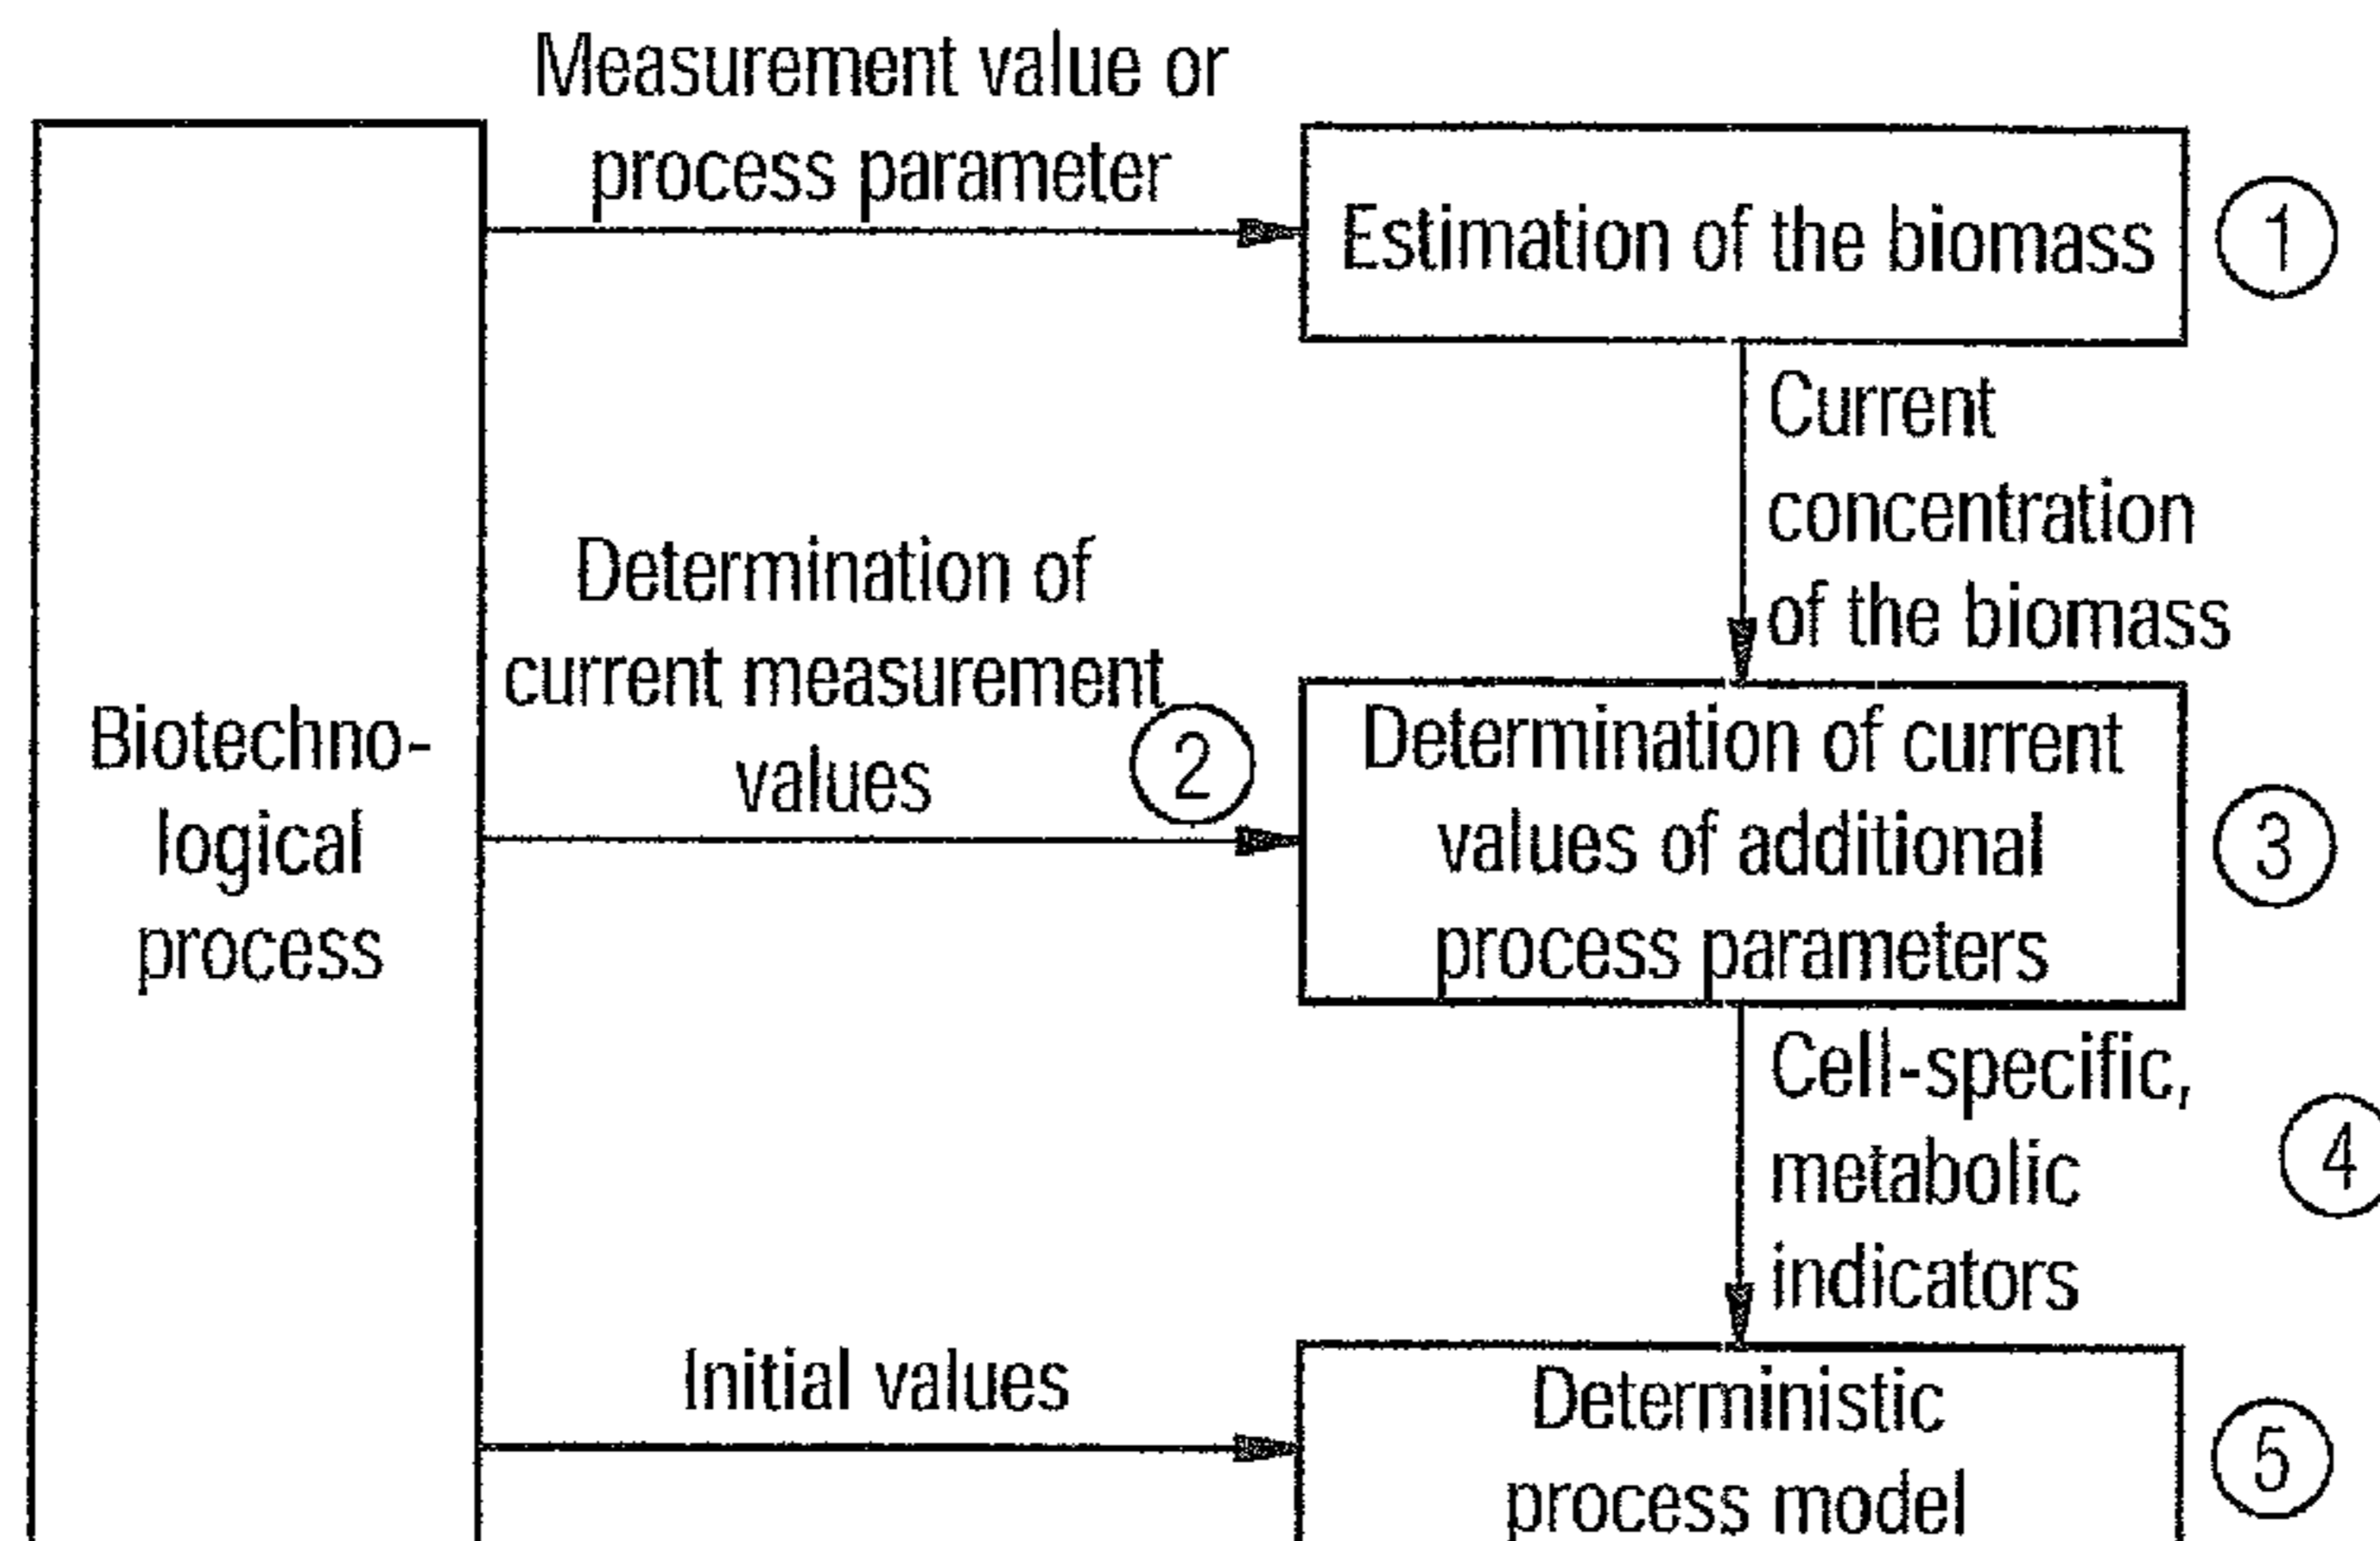 Measurement value or
process parameter
Estimation of the biomass
1
Current
concentration
of the biomass
Determination of
current measurement
values
2
Biotechno-
logical
process
Determination of current
values of additional
process parameters
3
Cell-specific,
metabolic
indicators
4
Initial values
Deterministic
process model
5